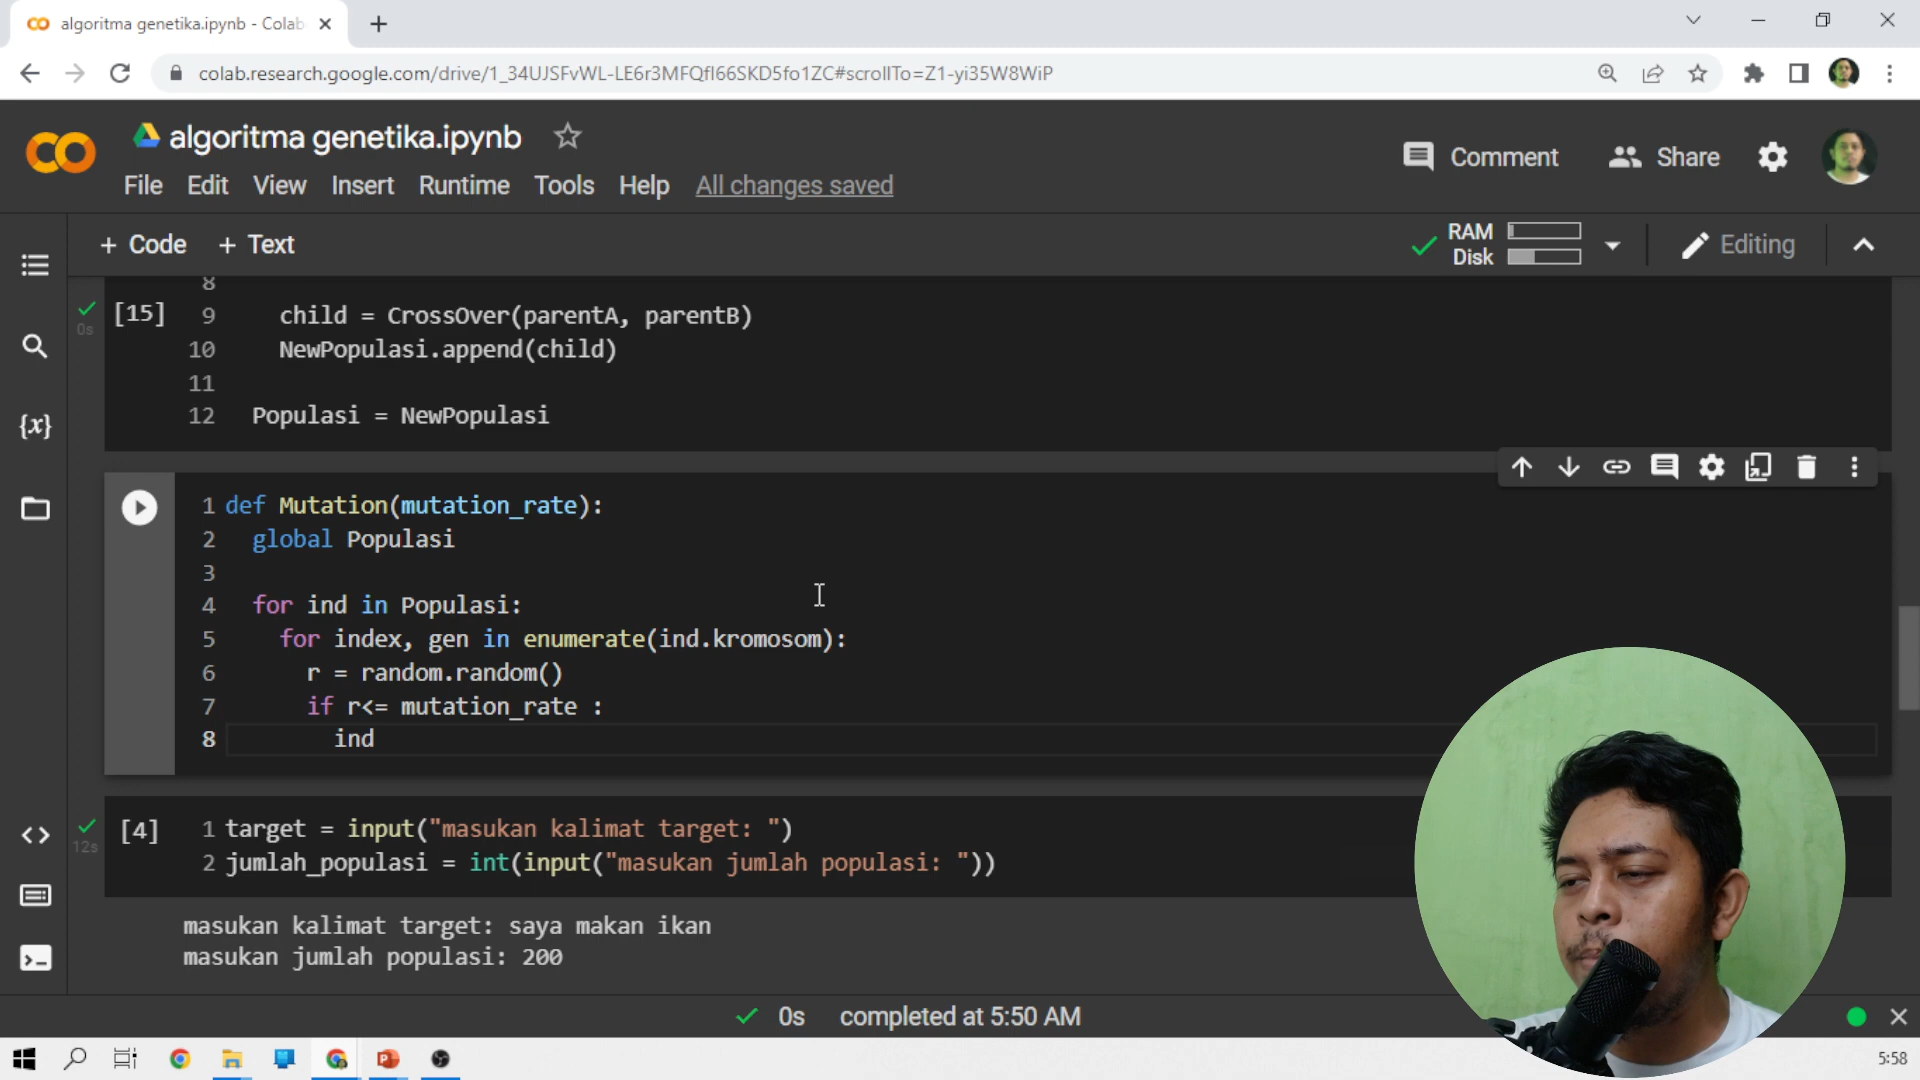 algoritma genetika.ipynb - Colab
colab.research.google.com/drive/1_34UJSFvWL-LE6r3MFQfI66SKD5fo1ZC#scrollTo=Z1-yi35W8WiP
algoritma genetika.ipynb
Comment
Share
File Edit View Insert Runtime Tools Help All changes saved
+ Code + Text
RAM
Disk
Editing
8
[15] 9 child = CrossOver(parentA, parentB)
0s
10 NewPopulasi.append(child)
11
12 Populasi = NewPopulasi
1 def Mutation(mutation_rate):
2 global Populasi
3
4 for ind in Populasi:
5 for index, gen in enumerate(ind.kromosom):
6 r = random.random()
7 if r<= mutation_rate :
8 ind
[4] 1 target = input("masukan kalimat target: ")
12s
2 jumlah_populasi = int(input("masukan jumlah populasi: "))
masukan kalimat target: saya makan ikan
masukan jumlah populasi: 200
0s completed at 5:50 AM
5:58